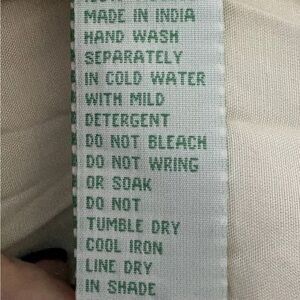 MADE IN INDIA
HAND WASH
SEPARATELY
IN COLD WATER
WITH MILD
DETERGENT
DO NOT BLEACH
DO NOT WRING
OR SOAK
DO NOT
TUMBLE DRY
COOL IRON
LINE DRY
IN SHADE